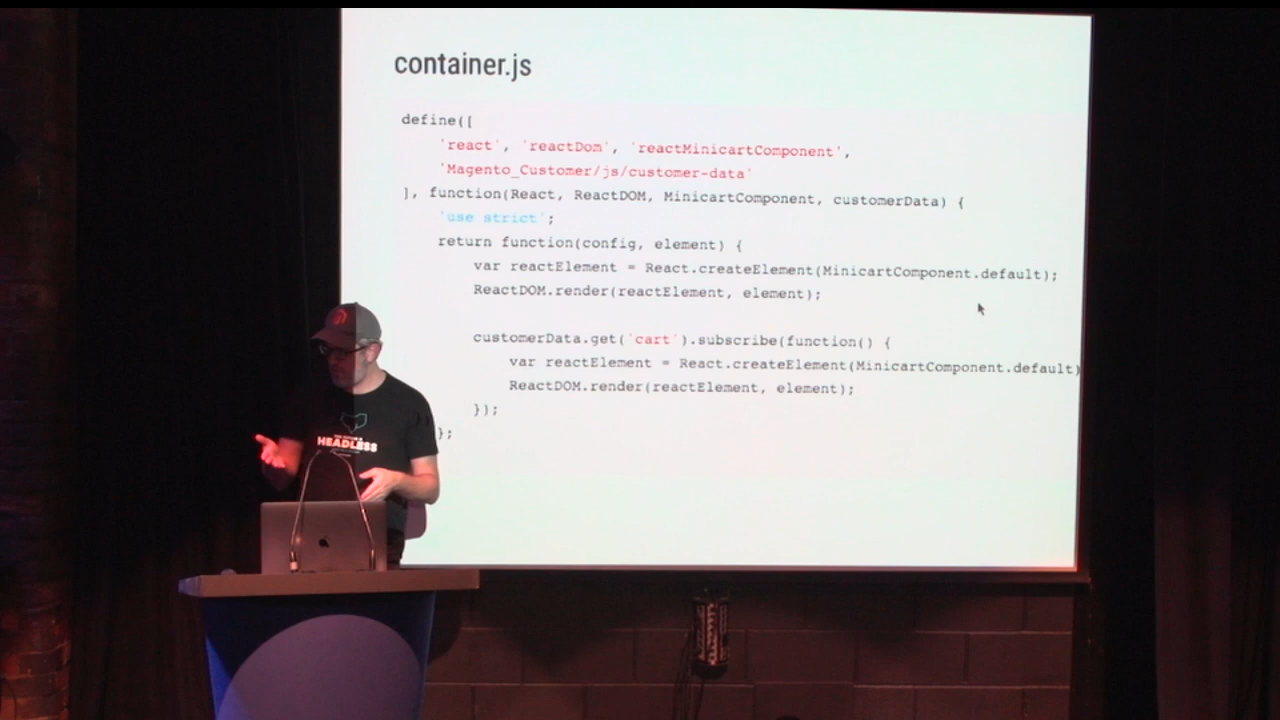 container.js
define([
'react', 'reactDom', 'reactMinicartComponent',
'Magento_Customer/js/customer-data'
], function(React, ReactDOM, MinicartComponent, customerData) {
'use strict';
return function(config, element) {
var reactElement = React.createElement(MinicartComponent.default);
ReactDOM.render(reactElement, element);
customerData.get('cart').subscribe(function() {
var reactElement = React.createElement(MinicartComponent.default)
ReactDOM.render(reactElement, element);
});
};
HEADLESS